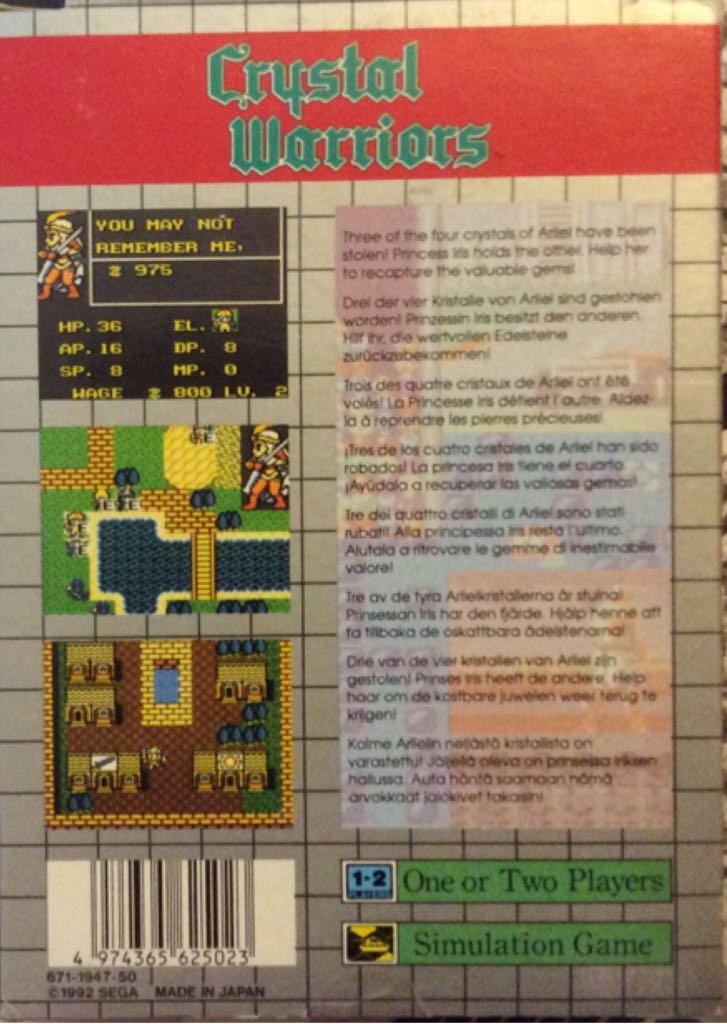 Crystal
Warriors
YOU MAY NOT
REMEMBER ME,
975
HP. 36 EL.
AP. 16 DP. 8
SP. 8 MP. 0
WAGE 800 LV. 2
Three of the four crystals of Arliel have been
stolen! Princess Iris holds the other. Help her
to recapture the valuable gems!
Drei der vier Kristalle von Arliel sind gestohlen
worden! Prinzessin Iris besitzt den anderen.
Hilf ihr, die wertvollen Edelsteine
zurückzubekommen!
Trois des quatre cristaux de Arliel ont été
volés! La Princesse Iris détient l'autre. Aidez-
la à reprendre les pierres précieuses!
¡Tres de los cuatro cristales de Arliel han sido
robados! La princesa Iris tiene el cuarto.
¡Ayúdala a recuperar las valiosas gemas!
Tre dei quattro cristalli di Arliel sono stati
rubati! Alla principessa Iris resta l'ultimo.
Aiutala a ritrovare le gemme di inestimabile
valore!
Tre av de fyra Arlielkristallerna är stulna!
Prinsessan Iris har den fjärde. Hjälp henne att
ta tillbaka de oskattbara ädelstenarna!
Drie van de vier kristallen van Arliel zijn
gestolen! Prinses Iris heeft de andere. Help
haar om de kostbare juwelen weer terug te
krijgen!
Kolme Arlielin neljästä kristallista on
varastettu! Jäljellä oleva on prinsessa Iriksen
hallussa. Auta häntä saamaan nämä
arvokkaat jalokivet takaisin!
1-2 PLAYERS One or Two Players
Simulation Game
4 974365 625023
671-1947-50
©1992 SEGA MADE IN JAPAN